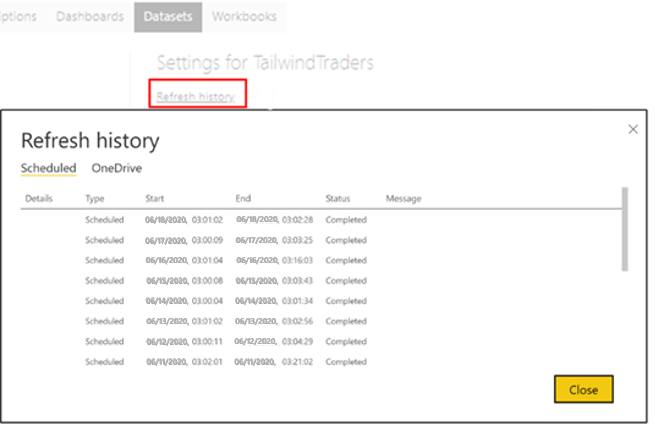 ptions Dashboards Datasets Workbooks
Settings for TailwindTraders
Refresh history
Refresh history
Scheduled OneDrive
Details Type Start End Status Message
Scheduled 06/18/2020, 03:01:02 06/18/2020, 03:02:28 Completed
Scheduled 06/17/2020, 03:00:09 06/17/2020, 03:03:25 Completed
Scheduled 06/16/2020, 03:01:04 06/16/2020, 03:16:03 Completed
Scheduled 06/15/2020, 03:00:08 06/15/2020, 03:03:43 Completed
Scheduled 06/14/2020, 03:00:04 06/14/2020, 03:01:34 Completed
Scheduled 06/13/2020, 03:01:02 06/13/2020, 03:02:56 Completed
Scheduled 06/12/2020, 03:00:11 06/12/2020, 03:04:29 Completed
Scheduled 06/11/2020, 03:02:01 06/11/2020, 03:21:02 Completed
Close